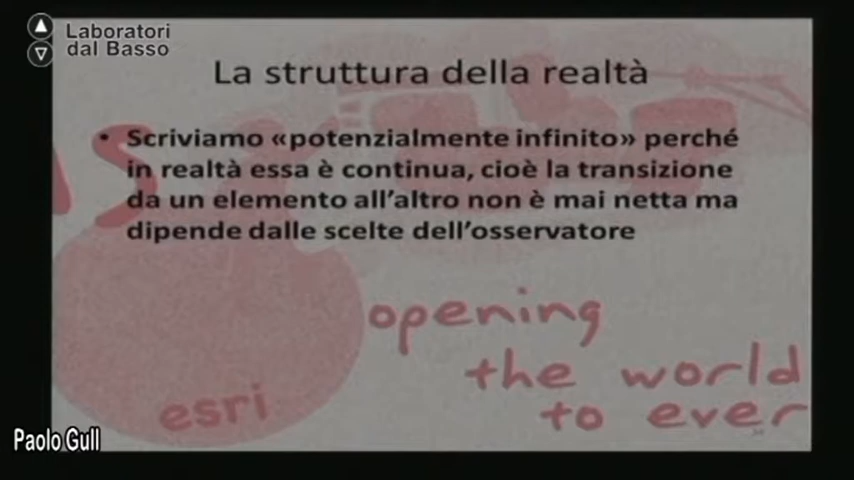 Laboratori
dal Basso
La struttura della realtà
• Scriviamo «potenzialmente infinito» perché
in realtà essa è continua, cioè la transizione
da un elemento all'altro non è mai netta ma
dipende dalle scelte dell'osservatore
opening
the world
to ever
esri
Paolo Gull